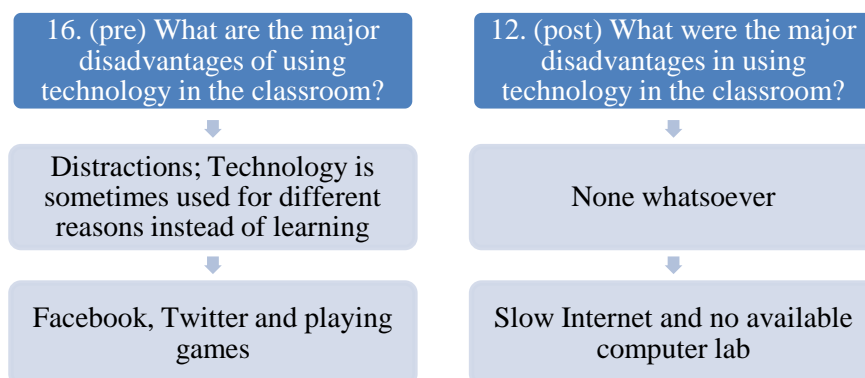 16. (pre) What are the major
disadvantages of using
technology in the classroom?
Distractions; Technology is
sometimes used for different
reasons instead of learning
Facebook, Twitter and playing
games
12. (post) What were the major
disadvantages in using
technology in the classroom?
None whatsoever
Slow Internet and no available
computer lab